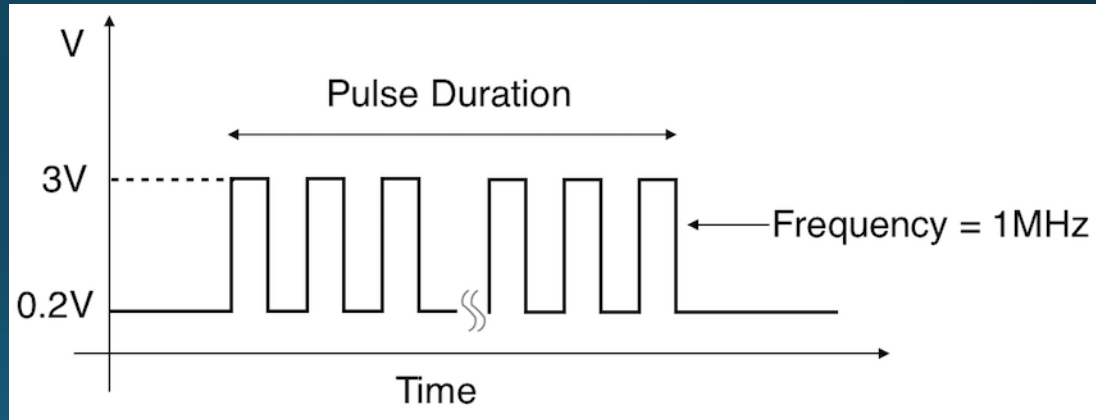 V
Pulse Duration
3V
Frequency = 1MHz
0.2V
Time